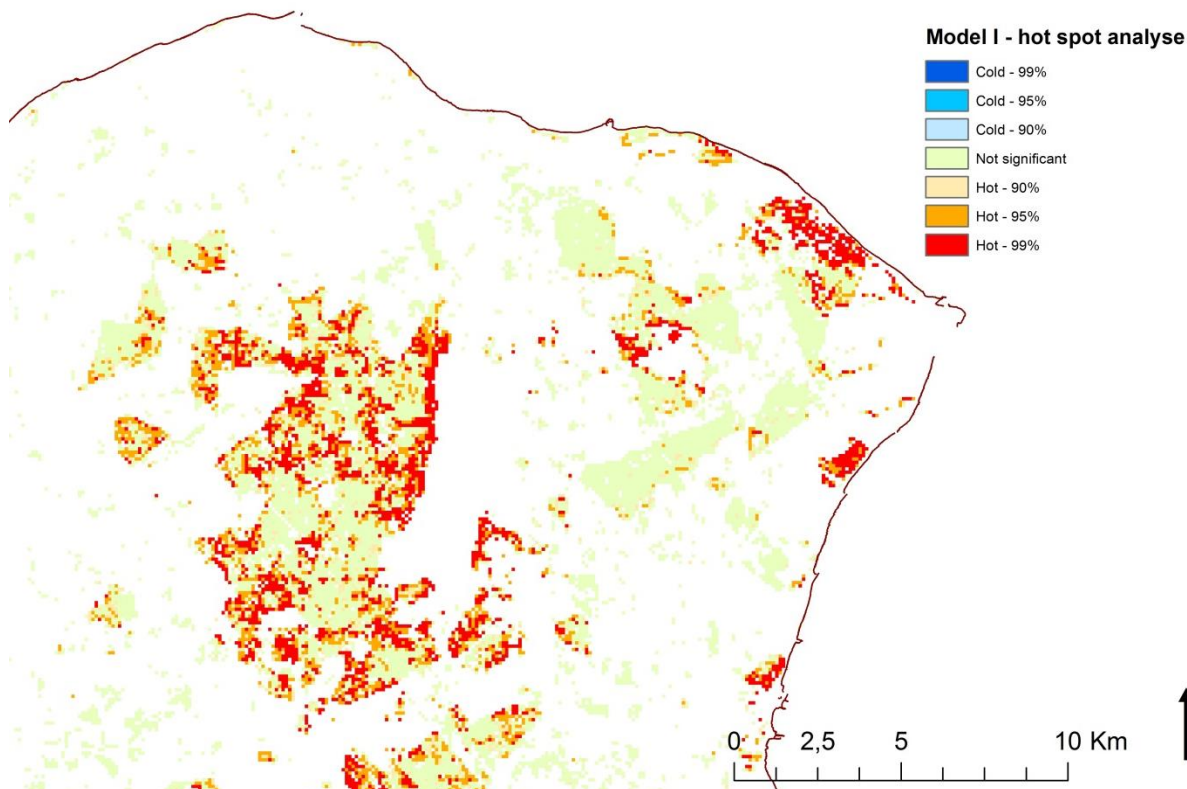 Model I - hot spot analyse
Cold - 99%
Cold - 95%
Cold - 90%
Not significant
Hot - 90%
Hot - 95%
Hot - 99%
0 2,5 5 10 Km